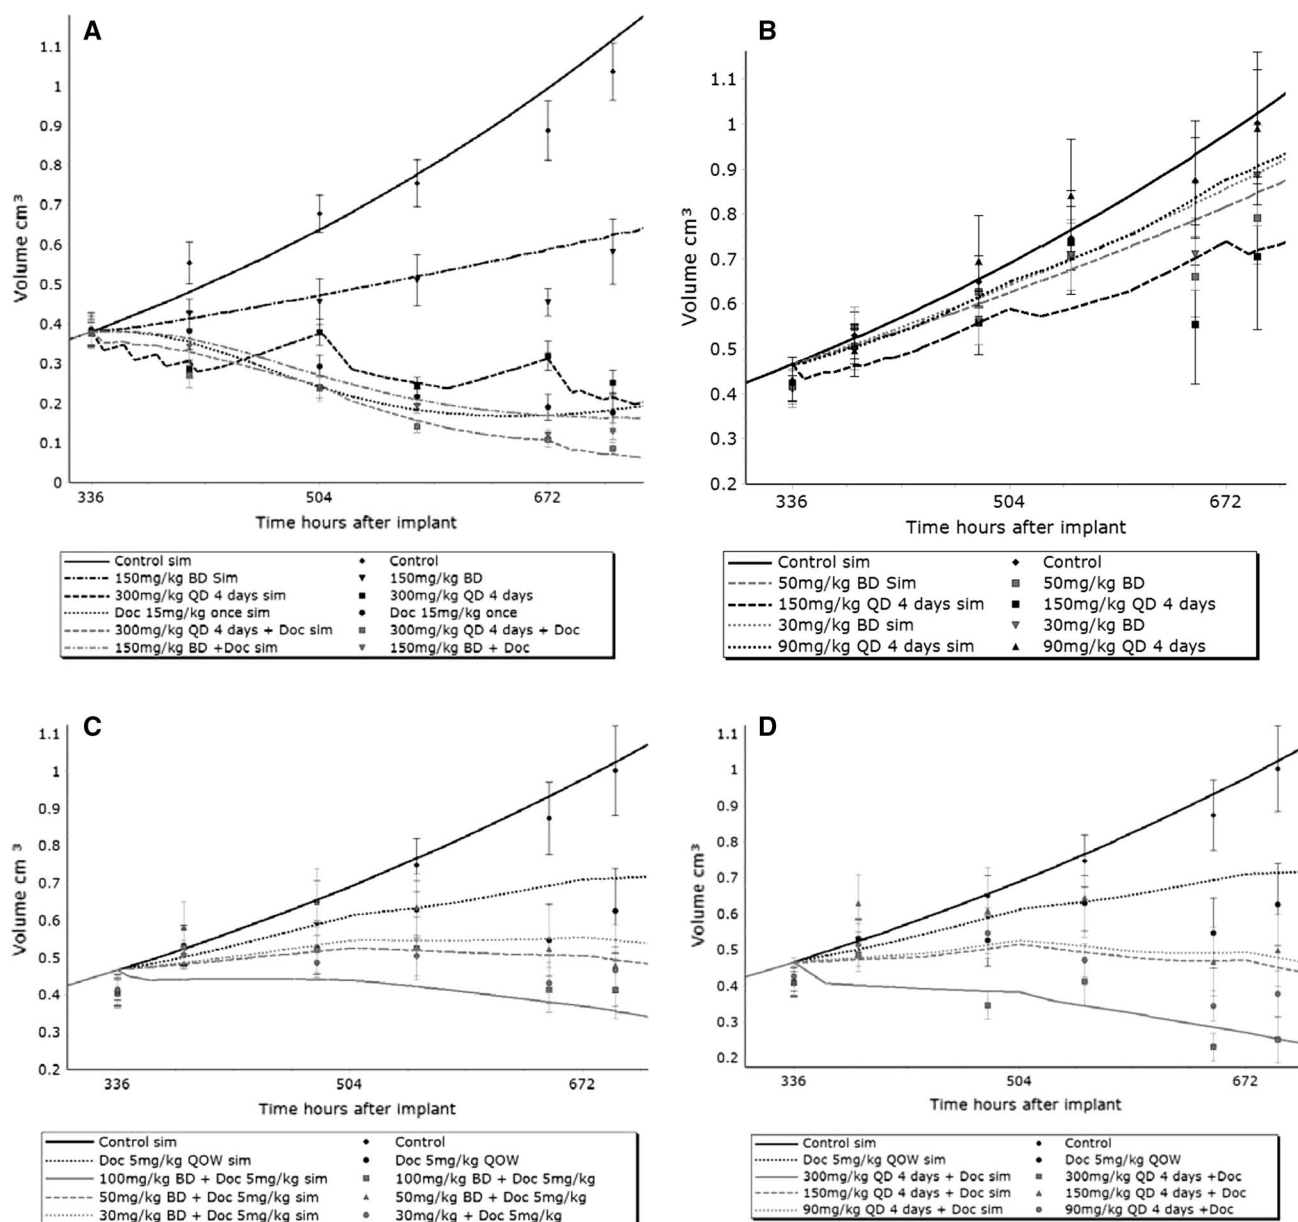 A
1.1
1
0.9
0.8
0.7
0.6
0.5
0.4
0.3
0.2
0.1
0
Volume cm³
336 504 672
Time hours after implant
Control sim Control
150mg/kg BD Sim 150mg/kg BD
300mg/kg QD 4 days sim 300mg/kg QD 4 days
Doc 15mg/kg once sim Doc 15mg/kg once
300mg/kg QD 4 days + Doc sim 300mg/kg QD 4 days + Doc
150mg/kg BD +Doc sim 150mg/kg BD + Doc
B
1.1
1
0.9
0.8
0.7
0.6
0.5
0.4
0.3
0.2
Volume cm³
336 504 672
Time hours after implant
Control sim Control
50mg/kg BD Sim 50mg/kg BD
150mg/kg QD 4 days sim 150mg/kg QD 4 days
30mg/kg BD sim 30mg/kg BD
90mg/kg QD 4 days sim 90mg/kg QD 4 days
C
1.1
1
0.9
0.8
0.7
0.6
0.5
0.4
0.3
0.2
Volume cm³
336 504 672
Time hours after implant
Control sim Control
Doc 5mg/kg QOW sim Doc 5mg/kg QOW
100mg/kg BD + Doc 5mg/kg sim 100mg/kg BD + Doc 5mg/kg
50mg/kg BD + Doc 5mg/kg sim 50mg/kg BD + Doc 5mg/kg
30mg/kg BD + Doc 5mg/kg sim 30mg/kg + Doc 5mg/kg
D
1.1
1
0.9
0.8
0.7
0.6
0.5
0.4
0.3
0.2
Volume cm³
336 504 672
Time hours after implant
Control sim Control
Doc 5mg/kg QOW sim Doc 5mg/kg QOW
300mg/kg QD 4 days + Doc sim 300mg/kg QD 4 days +Doc
150mg/kg QD 4 days + Doc sim 150mg/kg QD 4 days +Doc
90mg/kg QD 4 days +Doc sim 90mg/kg QD 4 days +Doc